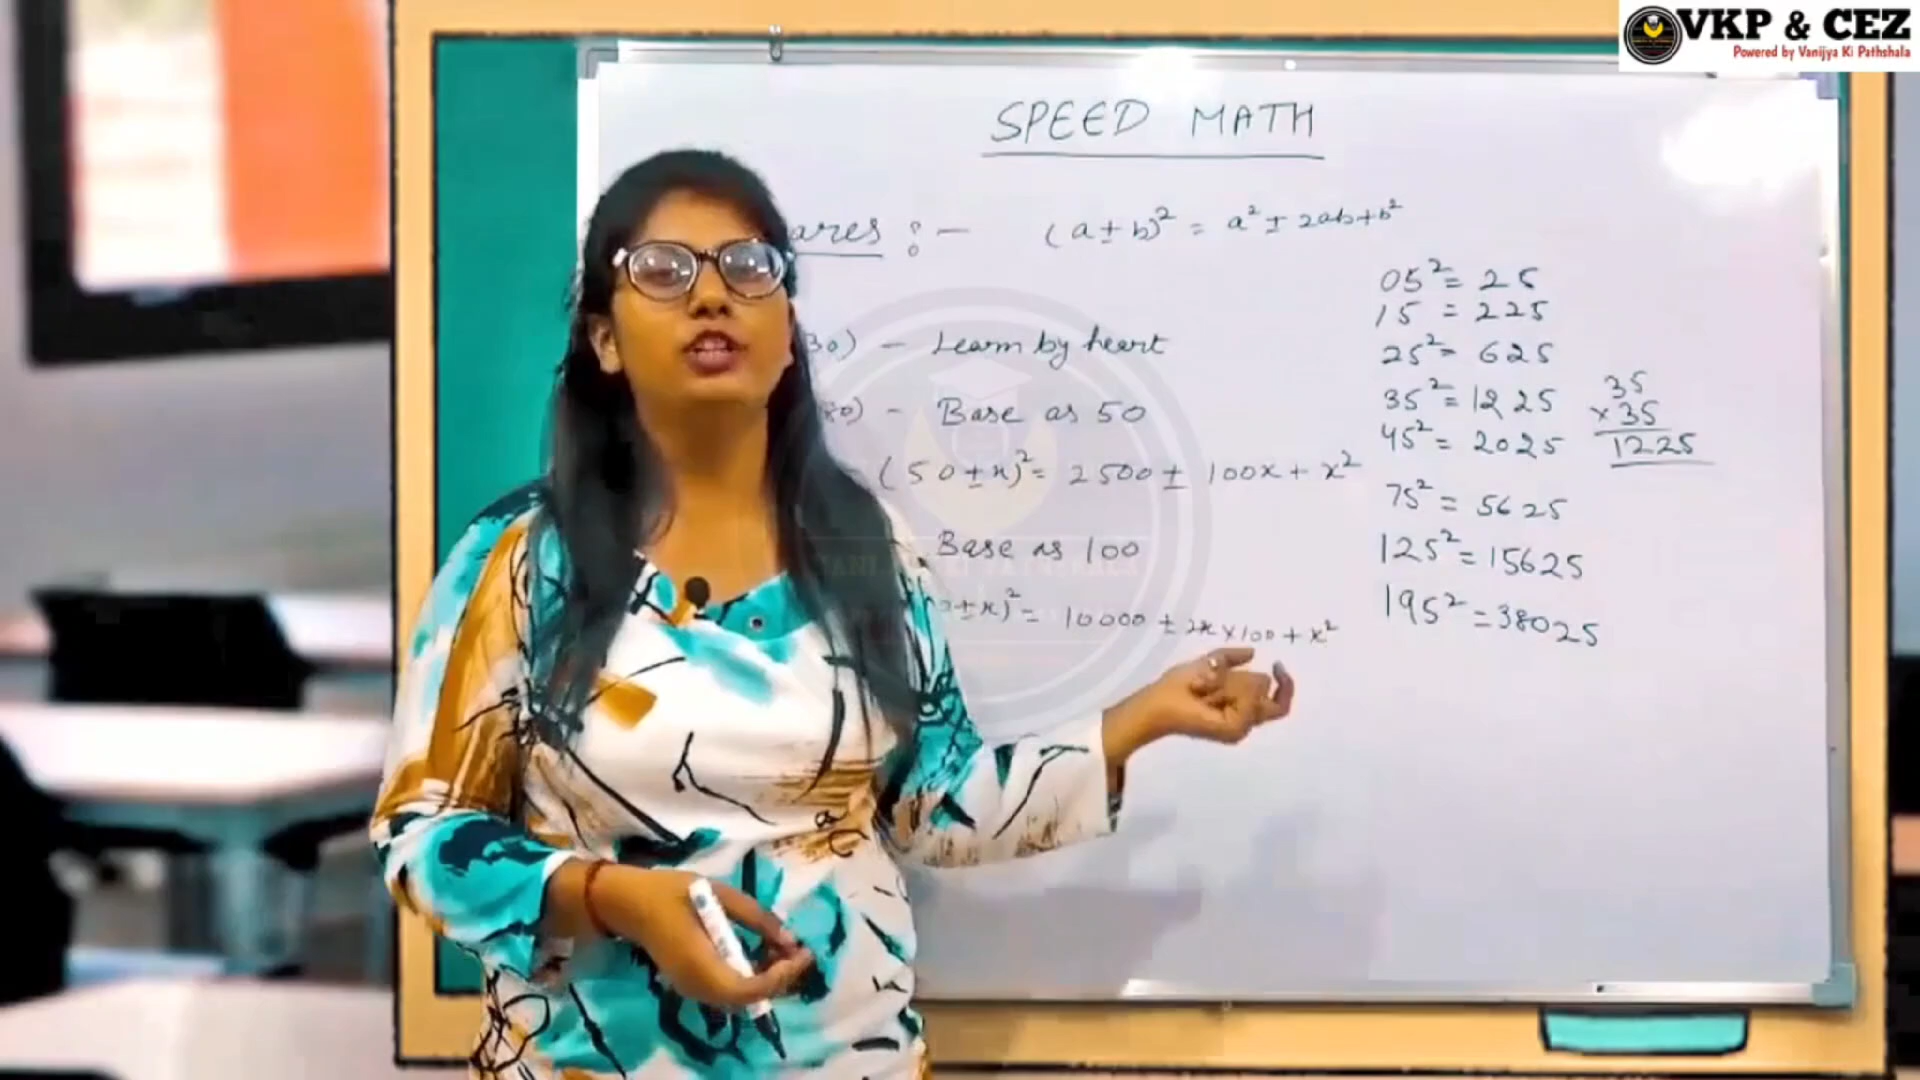 VKP & CEZ
Powered by Vanijya Ki Pathshala
SPEED MATH
ares :- (a ± b)² = a² ± 2ab + b²
30) - Learn by heart
80) - Base as 50
- (50 ± x)² = 2500 ± 100x + x²
Base as 100
± x)² = 10000 ± 2x × 100 + x²
05² = 25
15 = 225
25² = 625
35² = 1225
45² = 2025
75² = 5625
125² = 15625
195² = 38025
35
× 35
1225